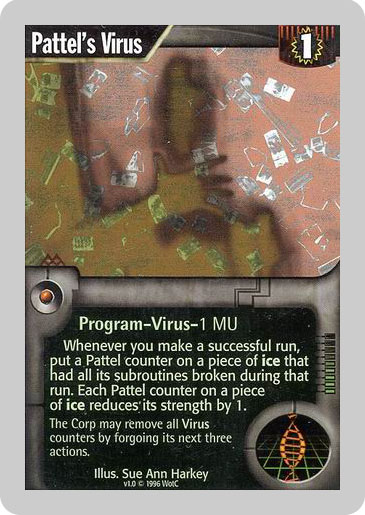 Pattel's Virus
1
Program-Virus-1 MU
Whenever you make a successful run,
put a Pattel counter on a piece of ice that
had all its subroutines broken during that
run. Each Pattel counter on a piece
of ice reduces its strength by 1.
The Corp may remove all Virus
counters by forgoing its next three
actions.
Illus. Sue Ann Harkey
v1.0 © 1996 WotC